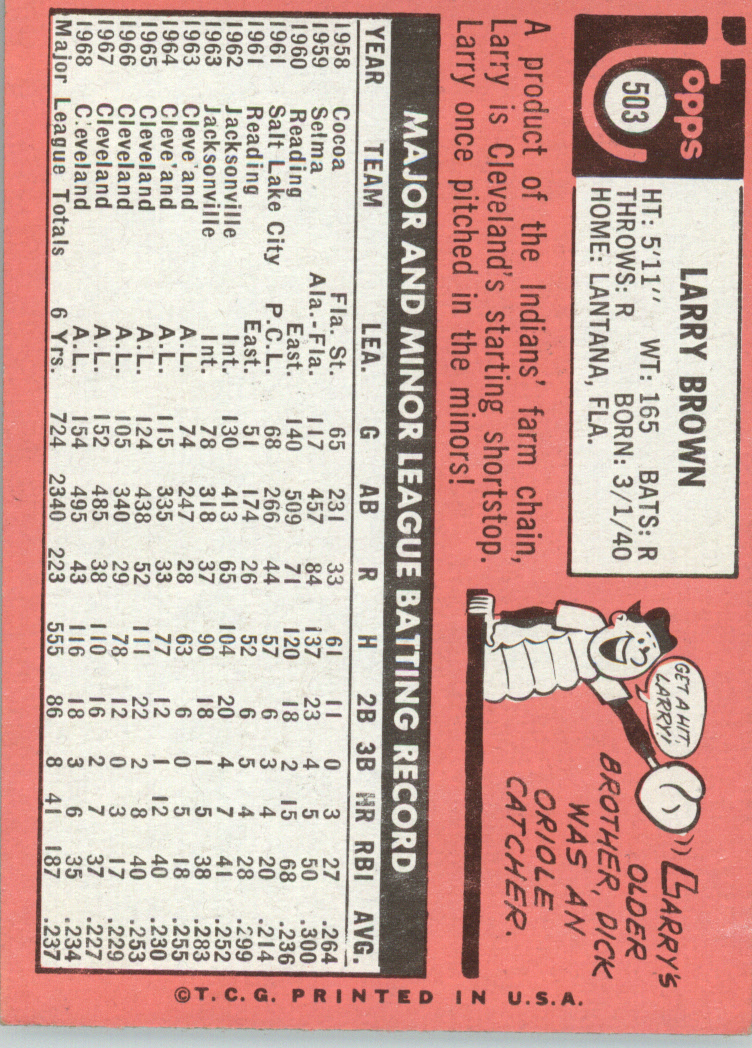 Topps
503
LARRY BROWN
HT: 5'11" WT: 165 BATS: R
THROWS: R BORN: 3/1/40
HOME: LANTANA, FLA.
A product of the Indians' farm chain,
Larry is Cleveland's starting shortstop.
Larry once pitched in the minors!
GET A HIT,
LARRY!
LARRY'S
OLDER
BROTHER, DICK
WAS AN
ORIOLE
CATCHER.
MAJOR AND MINOR LEAGUE BATTING RECORD
YEAR TEAM LEA. G AB R H 2B 3B HR RBI AVG.
1958 Cocoa Fla. St. 65 231 33 61 11 0 3 27 .264
1959 Selma Ala.-Fla. 117 457 84 137 23 4 5 50 .300
1960 Reading East. 140 509 71 120 18 2 15 68 .236
1961 Salt Lake City P.C.L. 68 266 44 57 6 3 4 20 .214
1961 Reading East. 51 174 26 52 6 5 4 28 .299
1962 Jacksonville Int. 130 413 65 104 20 4 7 41 .252
1963 Jacksonville Int. 78 318 37 90 18 1 5 38 .283
1963 Cleveland A.L. 74 247 28 63 6 0 5 18 .255
1964 Cleveland A.L. 115 335 33 77 12 1 12 40 .230
1965 Cleveland A.L. 124 438 52 111 22 2 8 40 .253
1966 Cleveland A.L. 105 340 29 78 12 0 3 17 .229
1967 Cleveland A.L. 152 485 38 110 16 2 7 37 .227
1968 Cleveland A.L. 154 495 43 116 18 3 6 35 .234
Major League Totals 6 Yrs. 724 2340 223 555 86 8 41 187 .237
©T.C.G. PRINTED IN U.S.A.